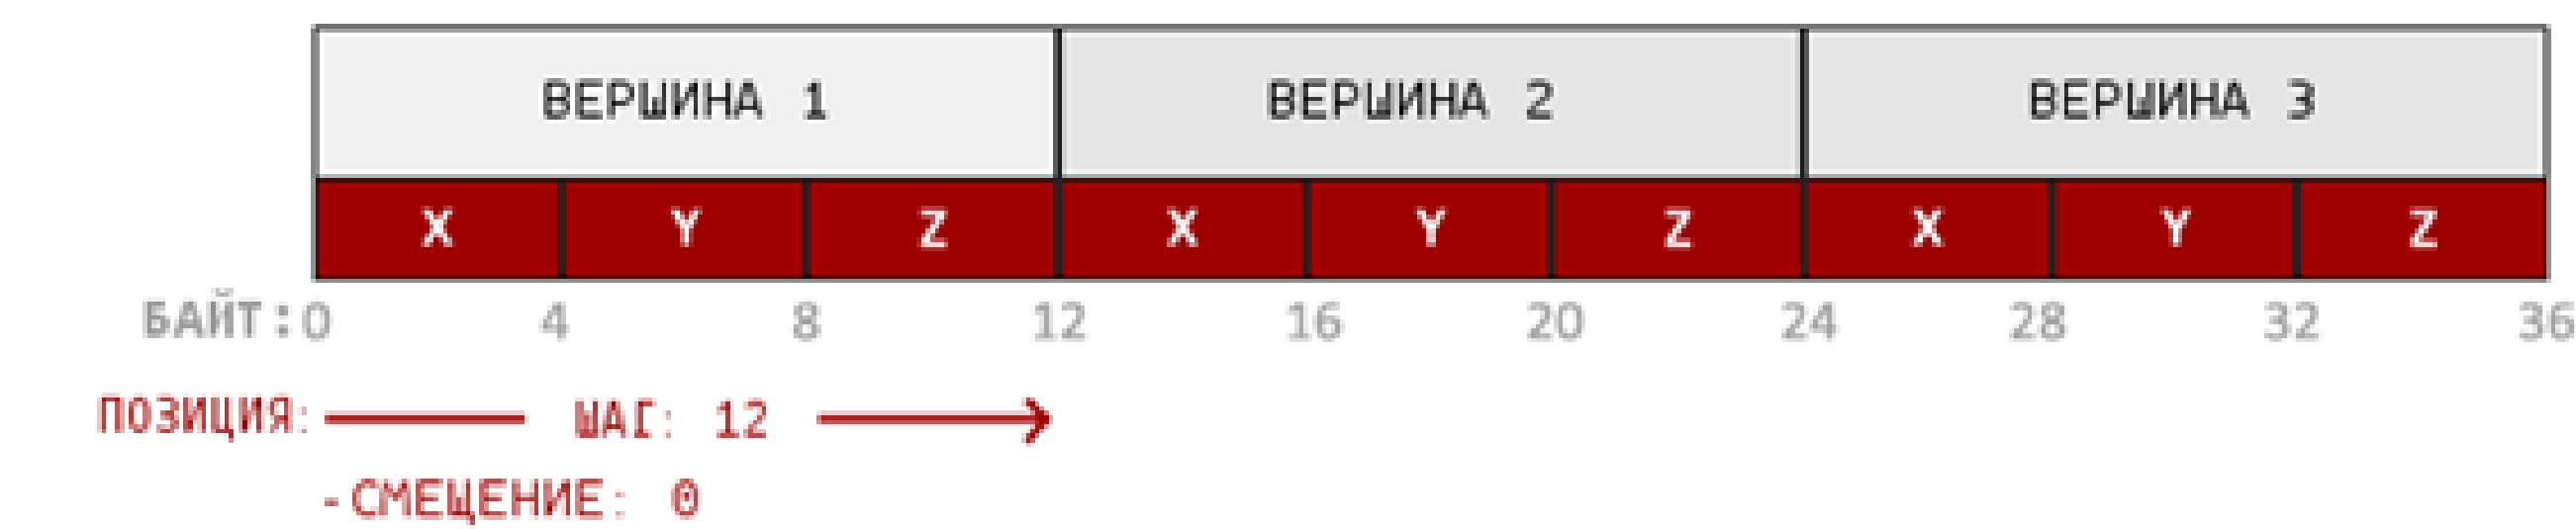 ВЕРШИНА 1 ВЕРШИНА 2 ВЕРШИНА 3
X Y Z X Y Z X Y Z
БАЙТ: 0 4 8 12 16 20 24 28 32 36
ПОЗИЦИЯ: ШАГ: 12
-СМЕЩЕНИЕ: 0